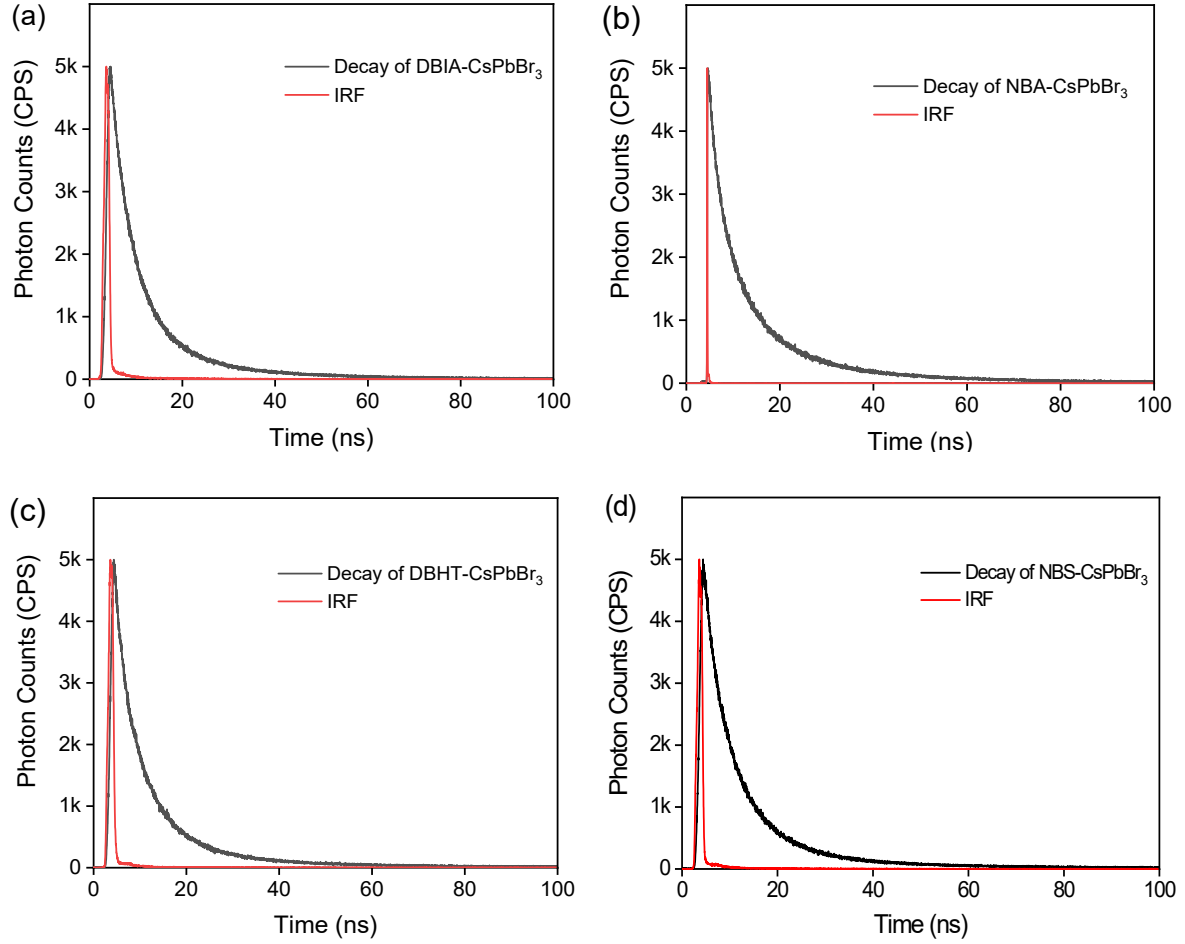 (a)
Photon Counts (CPS)
5k
4k
3k
2k
1k
0
Decay of DBIA-CsPbBr₃
IRF
0 20 40 60 80 100
Time (ns)
(b)
Photon Counts (CPS)
5k
4k
3k
2k
1k
0
Decay of NBA-CsPbBr₃
IRF
0 20 40 60 80 100
Time (ns)
(c)
Photon Counts (CPS)
5k
4k
3k
2k
1k
0
Decay of DBHT-CsPbBr₃
IRF
0 20 40 60 80 100
Time (ns)
(d)
Photon Counts (CPS)
5k
4k
3k
2k
1k
0
Decay of NBS-CsPbBr₃
IRF
0 20 40 60 80 100
Time (ns)